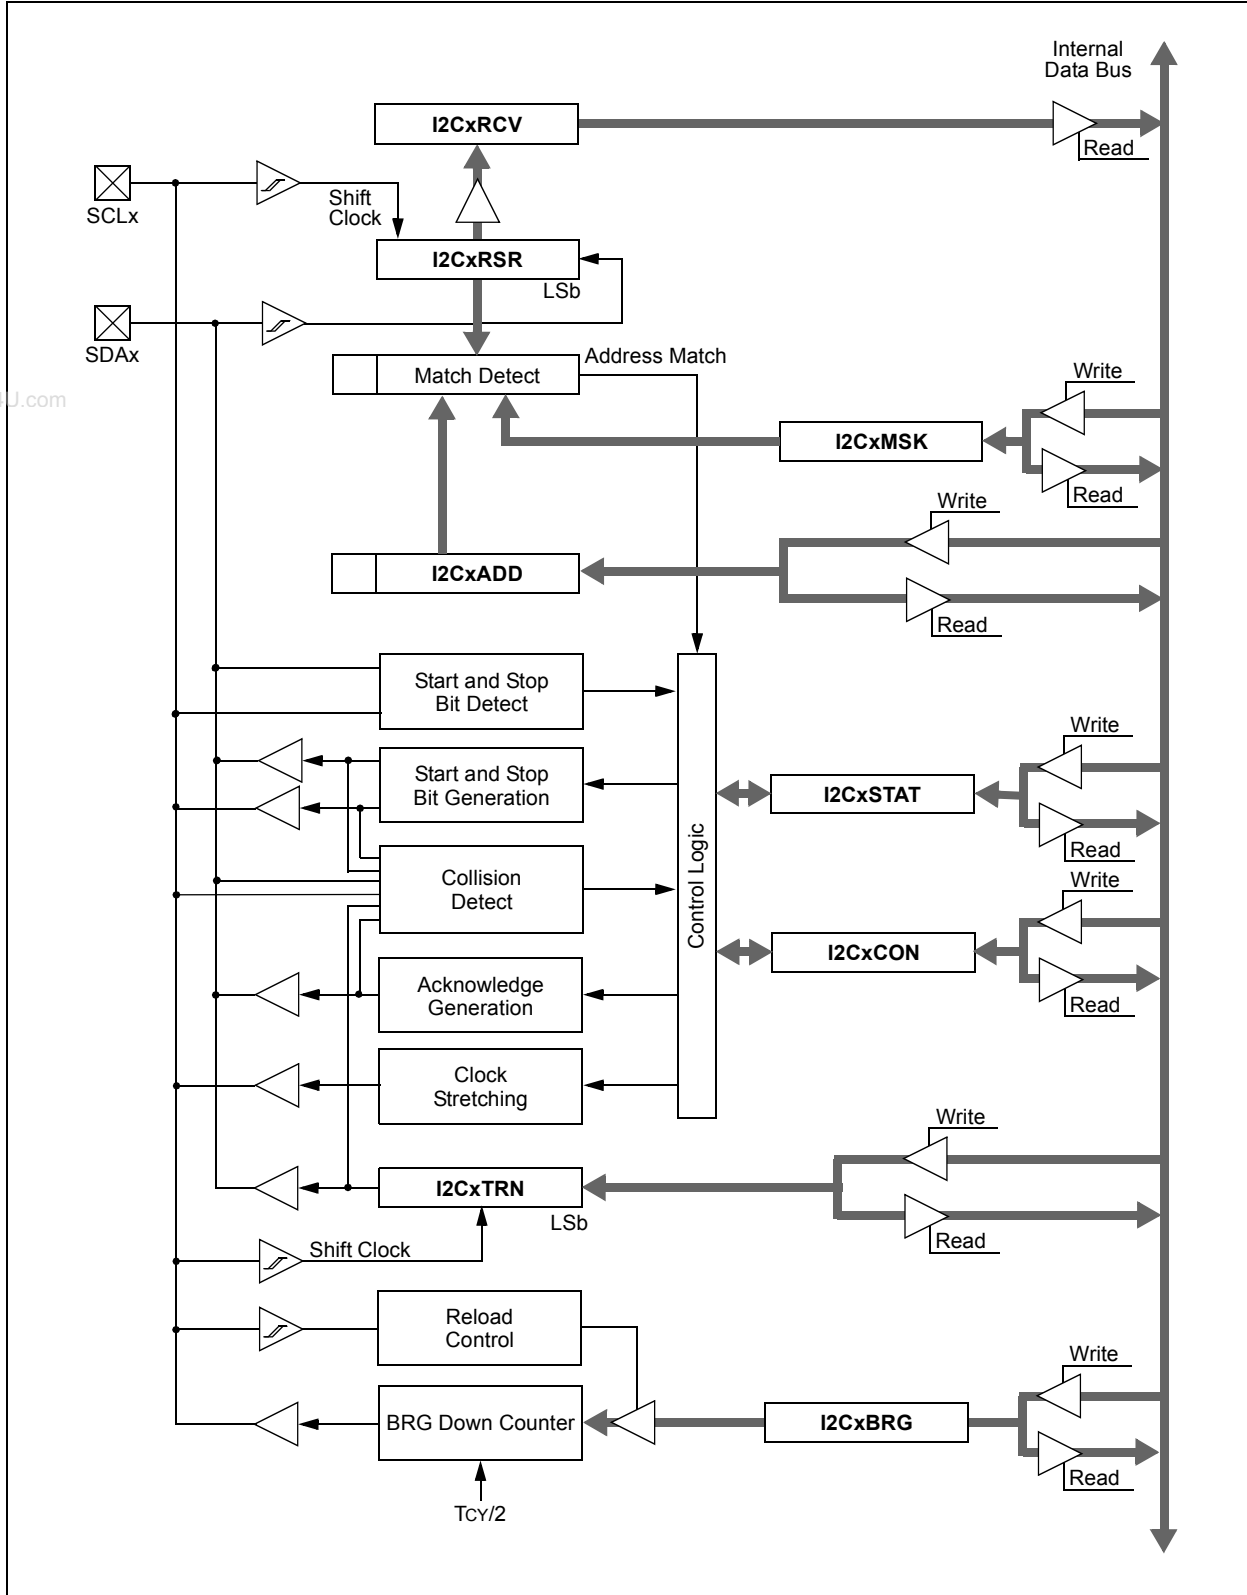 Internal
Data Bus
I2CxRCV
Read
SCLx
Shift
Clock
I2CxRSR
LSb
SDAx
Address Match
Match Detect
Write
4U.com
I2CxMSK
Read
Write
I2CxADD
Read
Start and Stop
Bit Detect
Write
Start and Stop
Bit Generation
I2CxSTAT
Read
Control Logic
Collision
Detect
Write
I2CxCON
Read
Acknowledge
Generation
Clock
Stretching
Write
I2CxTRN
LSb
Read
Shift Clock
Reload
Control
Write
BRG Down Counter
I2CxBRG
Read
TCY/2